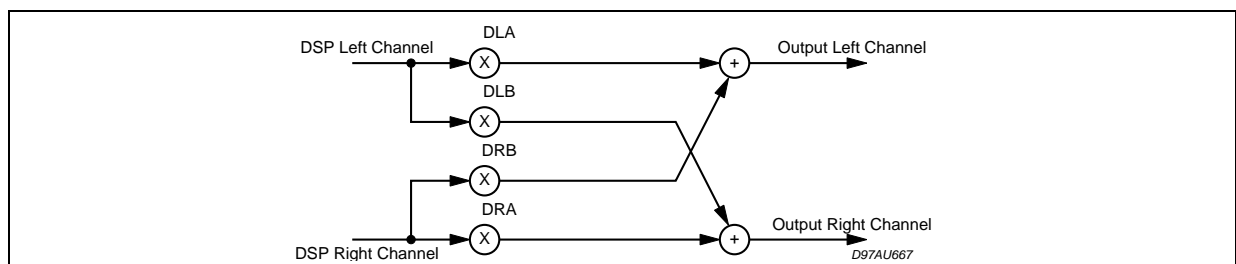 DLA
DSP Left Channel
X
+
Output Left Channel
DLB
X
DRB
X
DRA
DSP Right Channel
X
+
Output Right Channel
D97AU667